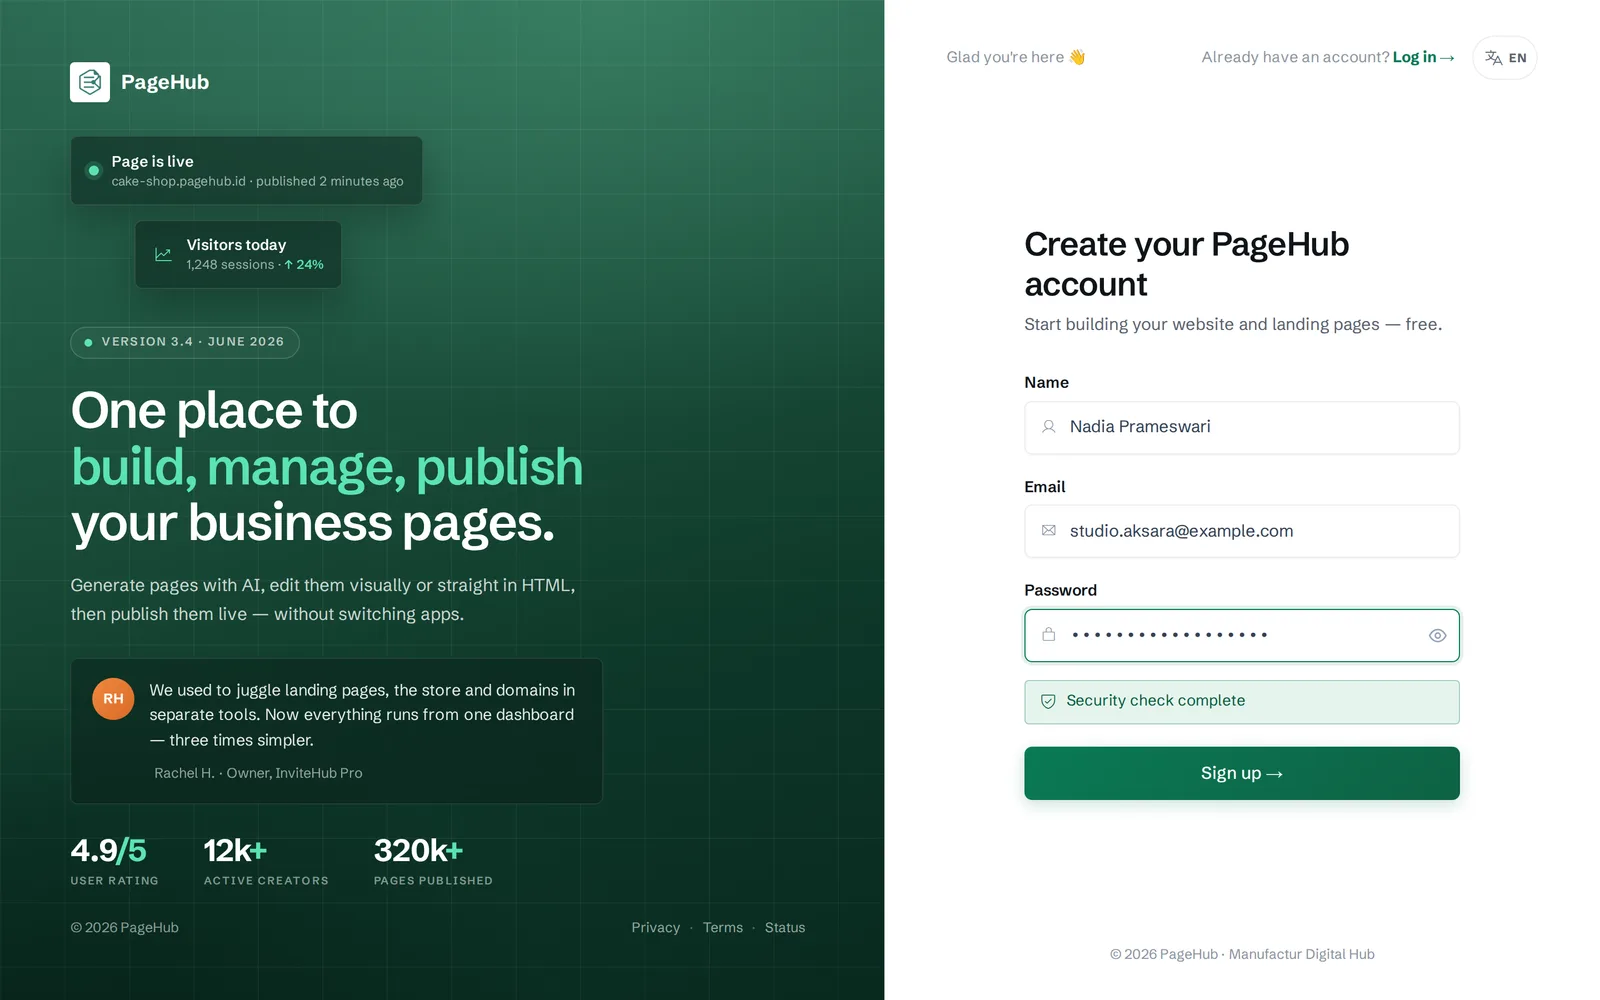 PageHub
Page is live
cake-shop.pagehub.id · published 2 minutes ago
Visitors today
1,248 sessions · ↑ 24%
VERSION 3.4 · JUNE 2026
One place to
build, manage, publish
your business pages.
Generate pages with AI, edit them visually or straight in HTML,
then publish them live — without switching apps.
RH
We used to juggle landing pages, the store and domains in
separate tools. Now everything runs from one dashboard
— three times simpler.
Rachel H. · Owner, InviteHub Pro
4.9/5
USER RATING
12k+
ACTIVE CREATORS
320k+
PAGES PUBLISHED
© 2026 PageHub
Privacy · Terms · Status
Glad you're here 👋
Already have an account? Log in →
EN
Create your PageHub
account
Start building your website and landing pages — free.
Name
Nadia Prameswari
Email
studio.aksara@example.com
Password
••••••••••••••••••
Security check complete
Sign up →
© 2026 PageHub · Manufactur Digital Hub